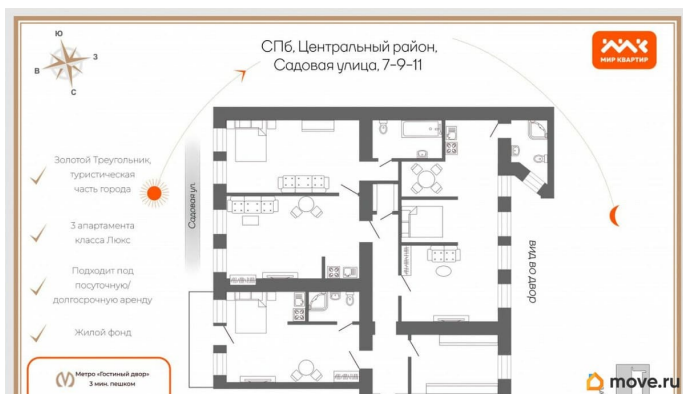 Ю
В
З
С
СПб, Центральный район,
Садовая улица, 7-9-11
МИР КВАРТИР
Золотой Треугольник,
туристическая
часть города
3 апартамента
класса Люкс
Подходит под
посуточную/
долгосрочную аренду
Жилой фонд
Метро «Гостиный двор»
3 мин. пешком
Садовая ул.
вид во двор
move.ru